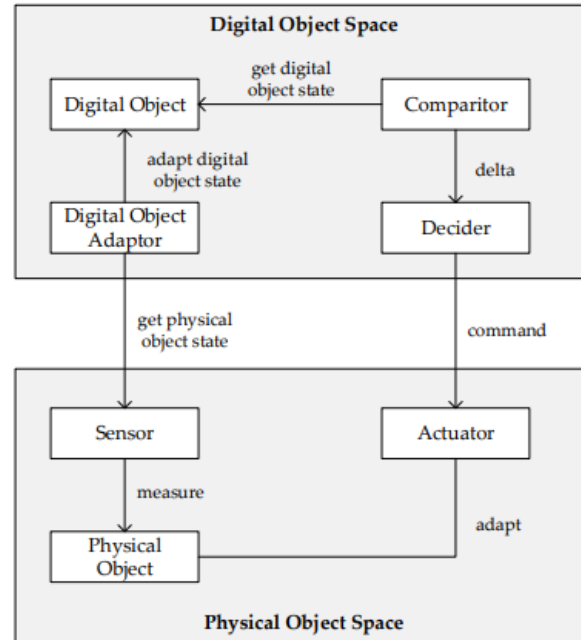 Digital Object Space
get digital
object state
Digital Object
Comparitor
adapt digital
object state
delta
Digital Object
Adaptor
Decider
get physical
object state
command
Sensor
Actuator
measure
adapt
Physical
Object
Physical Object Space